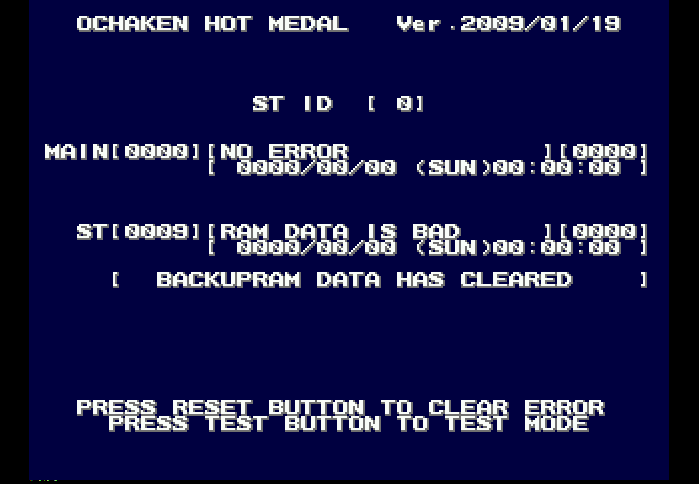 OCHAKEN HOT MEDAL   Ver.2009/01/19
ST ID  [ 0]
MAIN[0000][NO ERROR            ][0000]
[ 0000/00/00 (SUN)00:00:00 ]
ST[0009][RAM DATA IS BAD     ][0000]
[ 0000/00/00 (SUN)00:00:00 ]
[  BACKUPRAM DATA HAS CLEARED    ]
PRESS RESET BUTTON TO CLEAR ERROR
PRESS TEST BUTTON TO TEST MODE